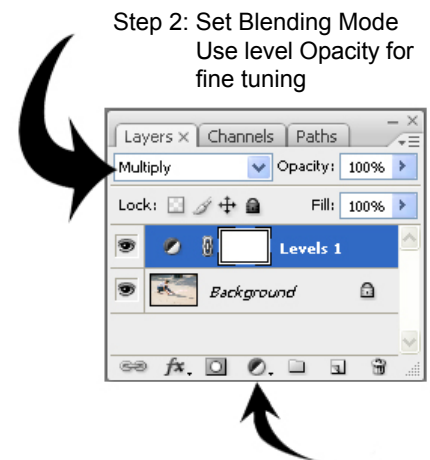 Step 2: Set Blending Mode
Use level Opacity for
fine tuning
Layers × Channels Paths
Multiply Opacity: 100%
Lock: Fill: 100%
Levels 1
Background
fx.